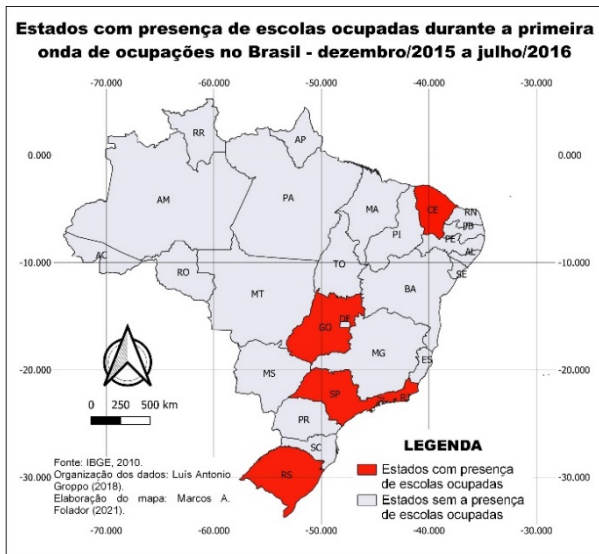 Estados com presença de escolas ocupadas durante a primeira
onda de ocupações no Brasil - dezembro/2015 a julho/2016
-70.000 -60.000 -50.000 -40.000 -30.000
0.000 0.000
RR AP
AM PA MA CE RN
PB
PI PE
AL
AC SE
-10.000 -10.000
RO TO BA
MT
GO DF
MG
ES
-20.000 -20.000
MS
SP RJ
0 250 500 km
PR
SC
LEGENDA
Fonte: IBGE, 2010.
Organização dos dados: Luís Antonio
Groppo (2018).
Elaboração do mapa: Marcos A.
Folador (2021).
RS
Estados com presença
de escolas ocupadas
Estados sem a presença
de escolas ocupadas
-30.000 -30.000
-70.000 -60.000 -50.000 -40.000 -30.000